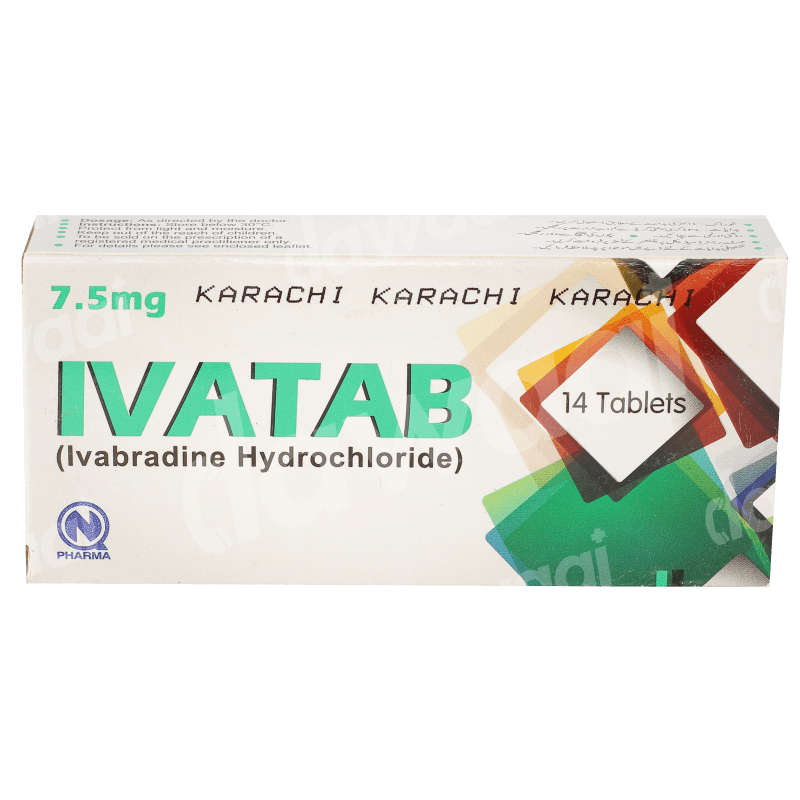 Dosage: As directed by the doctor.
Instructions: Store below 30°C.
Protect from light and moisture.
Keep out of the reach of children.
To be sold on the prescription of a
registered medical practitioner only.
For details please see enclosed leaflet.
7.5mg KARACHI KARACHI KARACHI
IVATAB
(Ivabradine Hydrochloride)
14 Tablets
NQ
PHARMA
dawaai